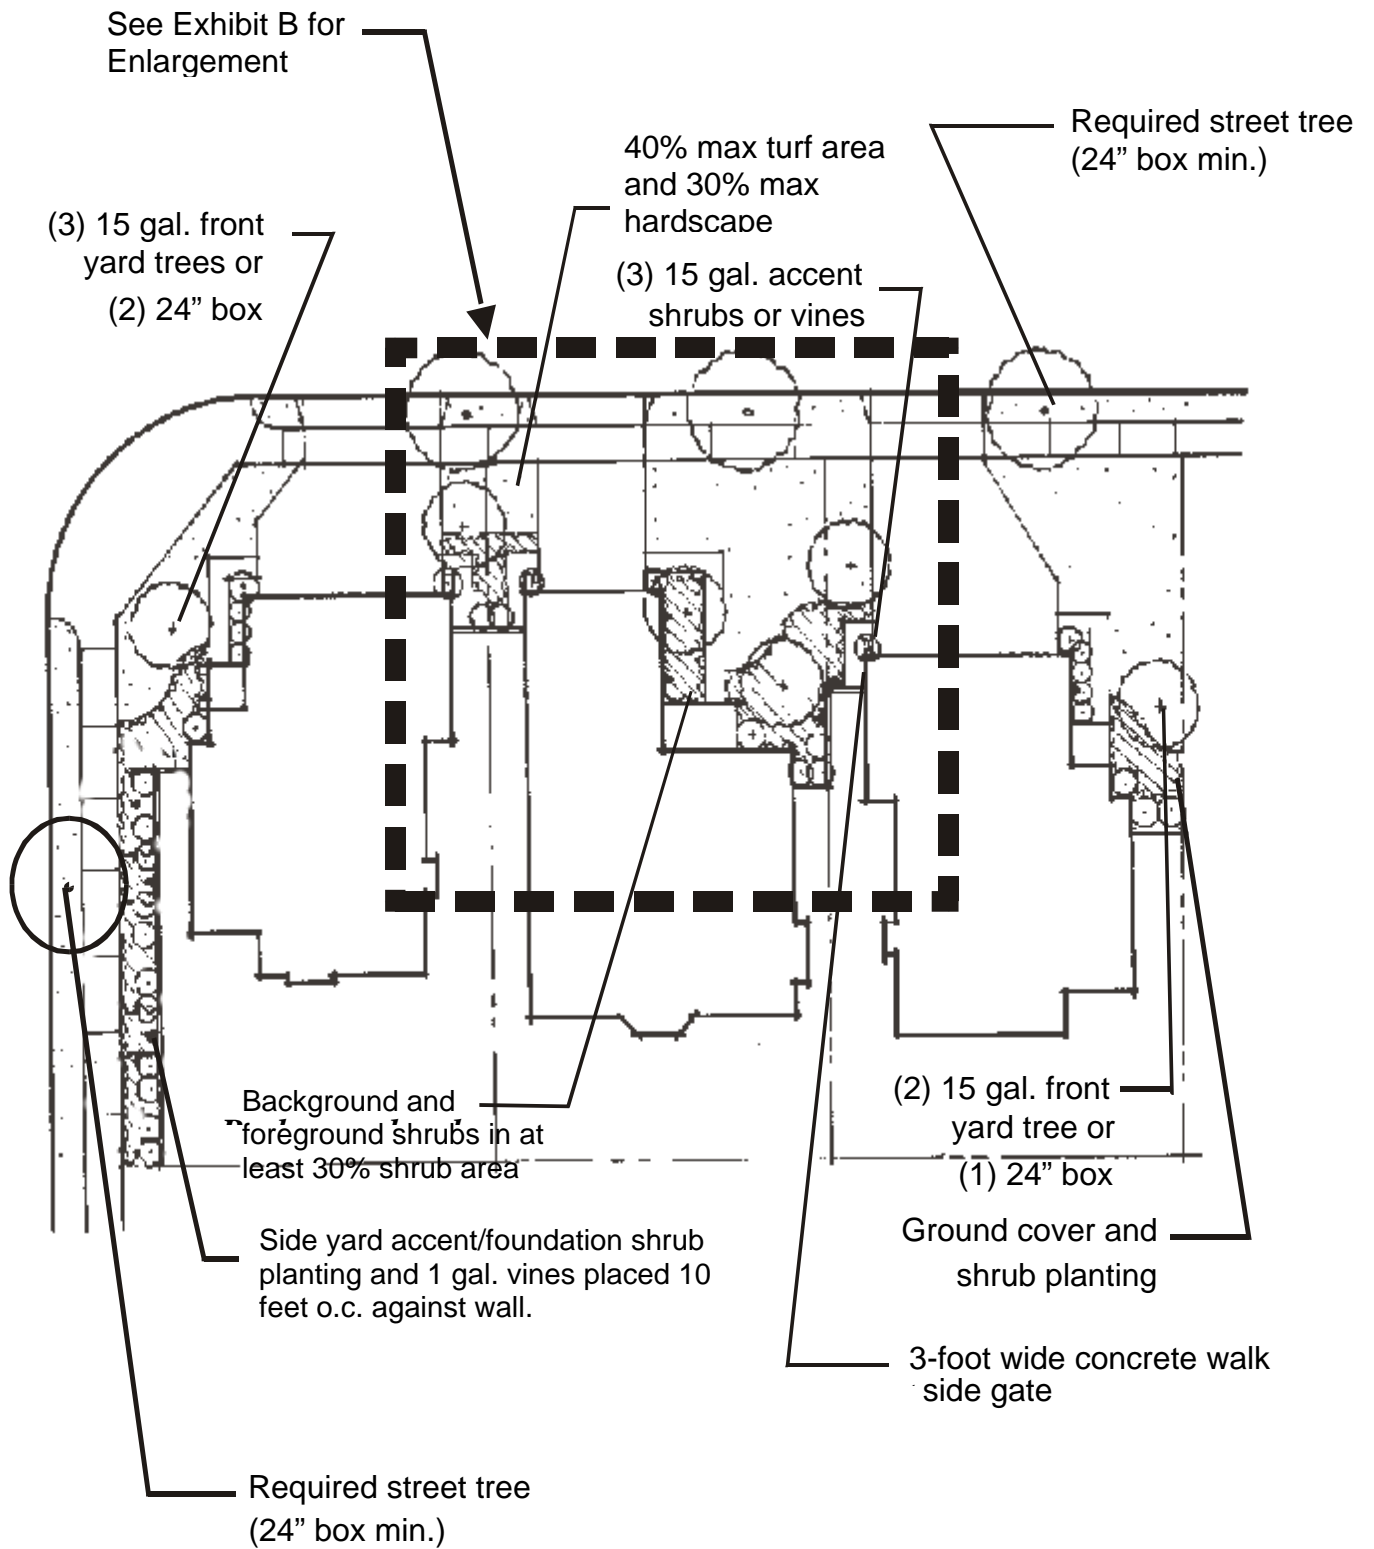 See Exhibit B for
Enlargement
Required street tree
(24” box min.)
40% max turf area
and 30% max
hardscape
(3) 15 gal. front
yard trees or
(2) 24” box
(3) 15 gal. accent
shrubs or vines
Background and
foreground shrubs in at
least 30% shrub area
(2) 15 gal. front
yard tree or
(1) 24” box
Ground cover and
shrub planting
Side yard accent/foundation shrub
planting and 1 gal. vines placed 10
feet o.c. against wall.
3-foot wide concrete walk
side gate
Required street tree
(24” box min.)